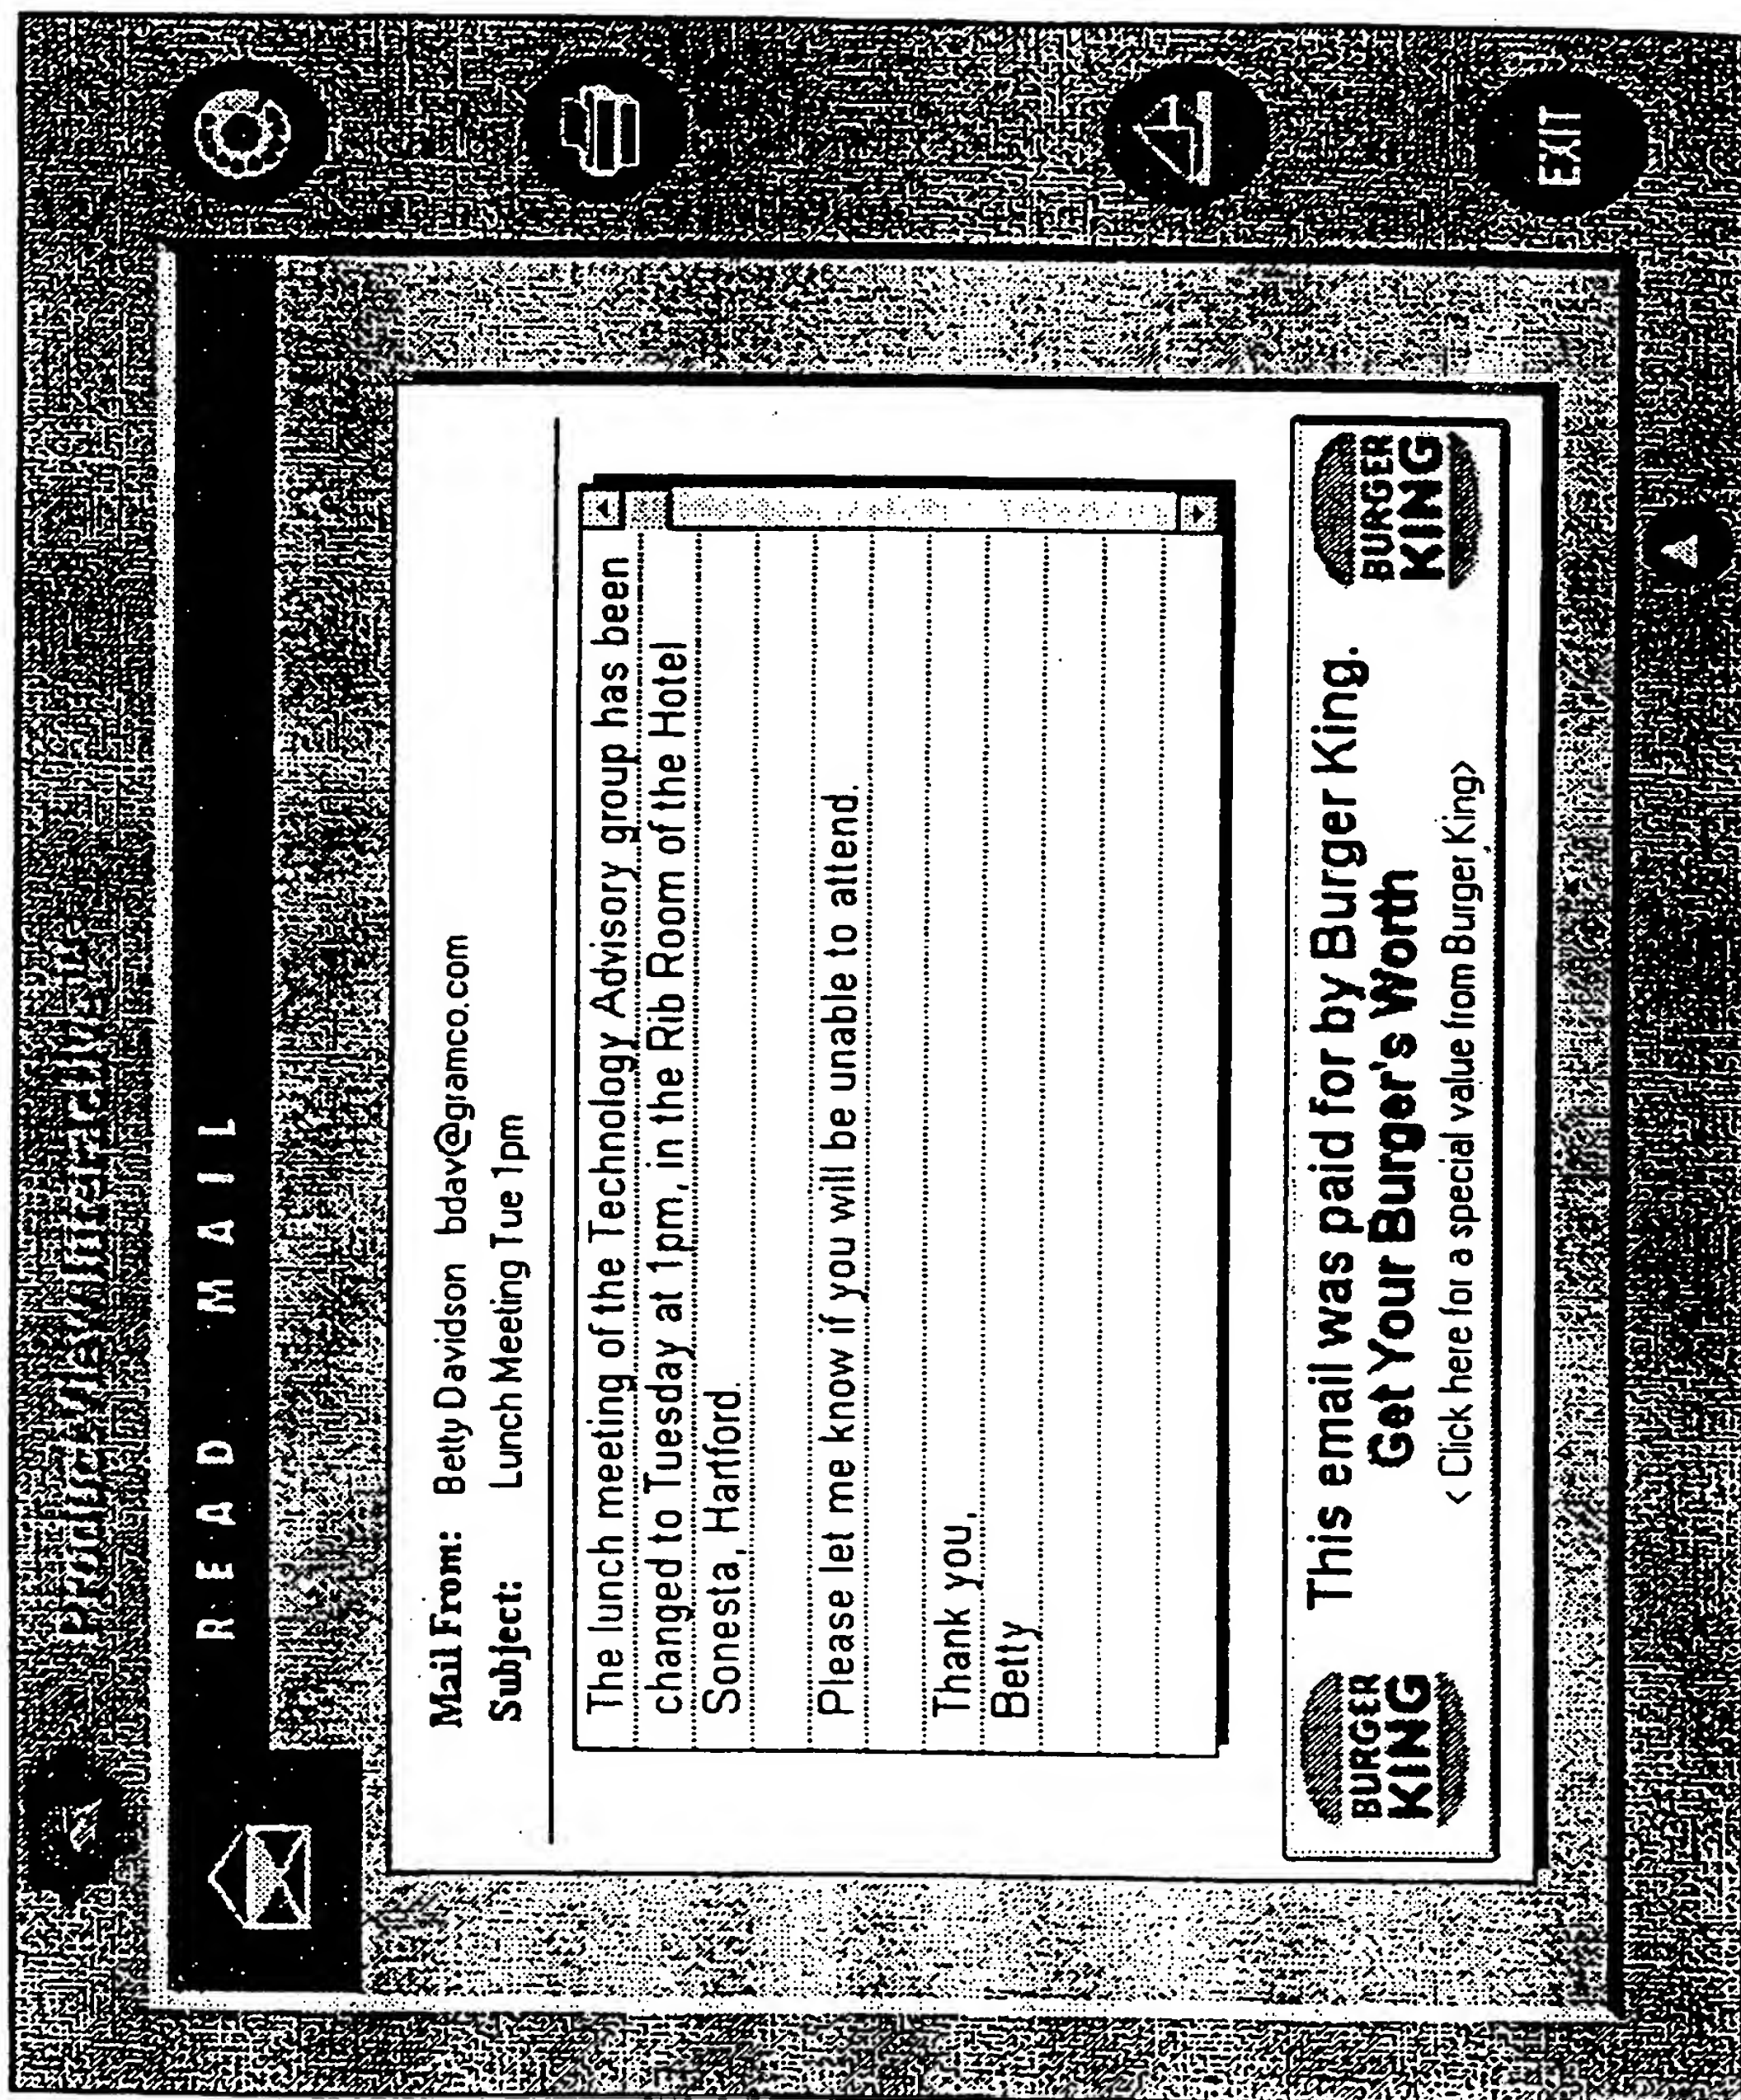 READ MAIL
EXIT
Mail From: Betty Davidson bdav@gramco.com
Subject: Lunch Meeting Tue 1pm
The lunch meeting of the Technology Advisory group has been
changed to Tuesday at 1pm, in the Rib Room of the Hotel
Sonesta, Hartford.
Please let me know if you will be unable to attend.
Thank you,
Betty
BURGER
KING
This email was paid for by Burger King.
Get Your Burger's Worth
< Click here for a special value from Burger King>
BURGER
KING